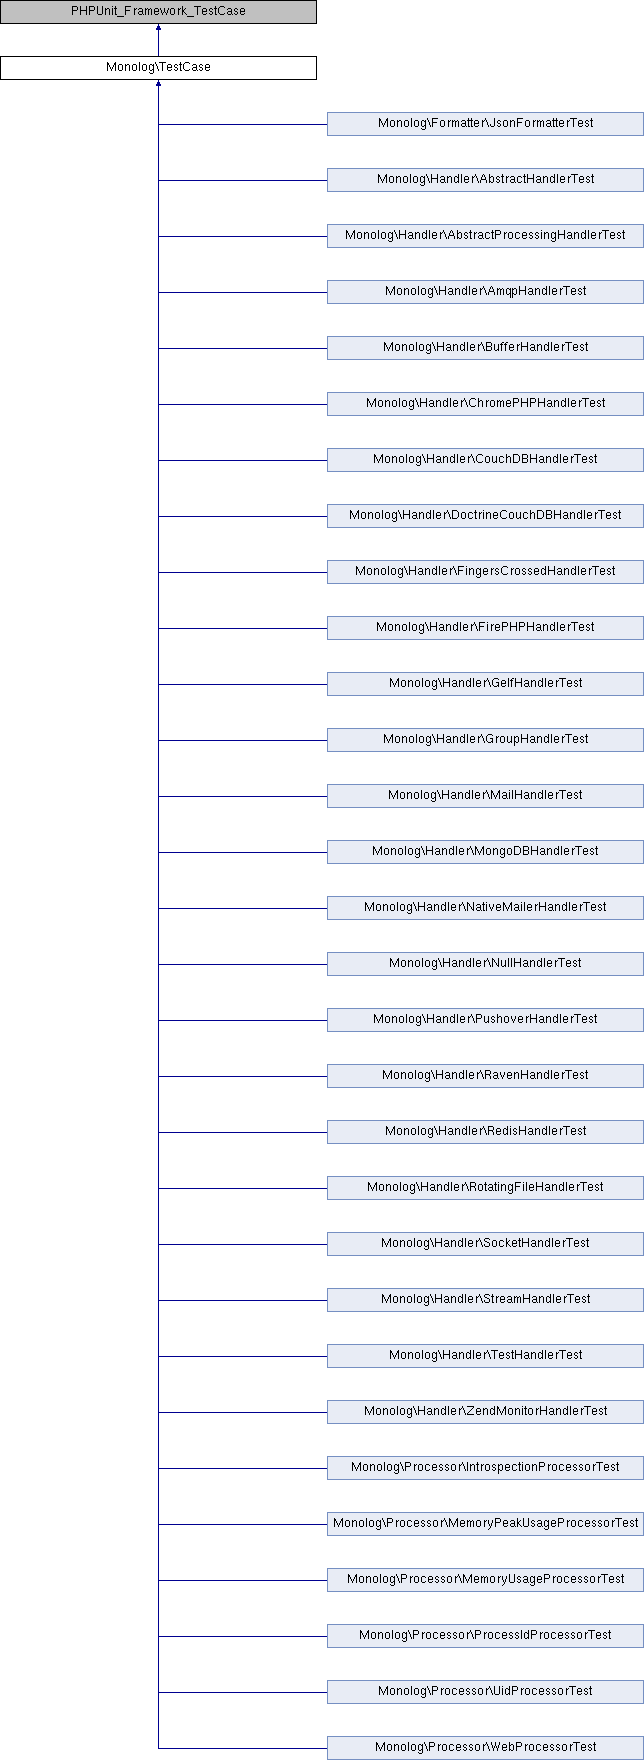 PHPUnit_Framework_TestCase
Monolog\TestCase
Monolog\Formatter\JsonFormatterTest
Monolog\Handler\AbstractHandlerTest
Monolog\Handler\AbstractProcessingHandlerTest
Monolog\Handler\AmqpHandlerTest
Monolog\Handler\BufferHandlerTest
Monolog\Handler\ChromePHPHandlerTest
Monolog\Handler\CouchDBHandlerTest
Monolog\Handler\DoctrineCouchDBHandlerTest
Monolog\Handler\FingersCrossedHandlerTest
Monolog\Handler\FirePHPHandlerTest
Monolog\Handler\GelfHandlerTest
Monolog\Handler\GroupHandlerTest
Monolog\Handler\MailHandlerTest
Monolog\Handler\MongoDBHandlerTest
Monolog\Handler\NativeMailerHandlerTest
Monolog\Handler\NullHandlerTest
Monolog\Handler\PushoverHandlerTest
Monolog\Handler\RavenHandlerTest
Monolog\Handler\RedisHandlerTest
Monolog\Handler\RotatingFileHandlerTest
Monolog\Handler\SocketHandlerTest
Monolog\Handler\StreamHandlerTest
Monolog\Handler\TestHandlerTest
Monolog\Handler\ZendMonitorHandlerTest
Monolog\Processor\IntrospectionProcessorTest
Monolog\Processor\MemoryPeakUsageProcessorTest
Monolog\Processor\MemoryUsageProcessorTest
Monolog\Processor\ProcessIdProcessorTest
Monolog\Processor\UidProcessorTest
Monolog\Processor\WebProcessorTest